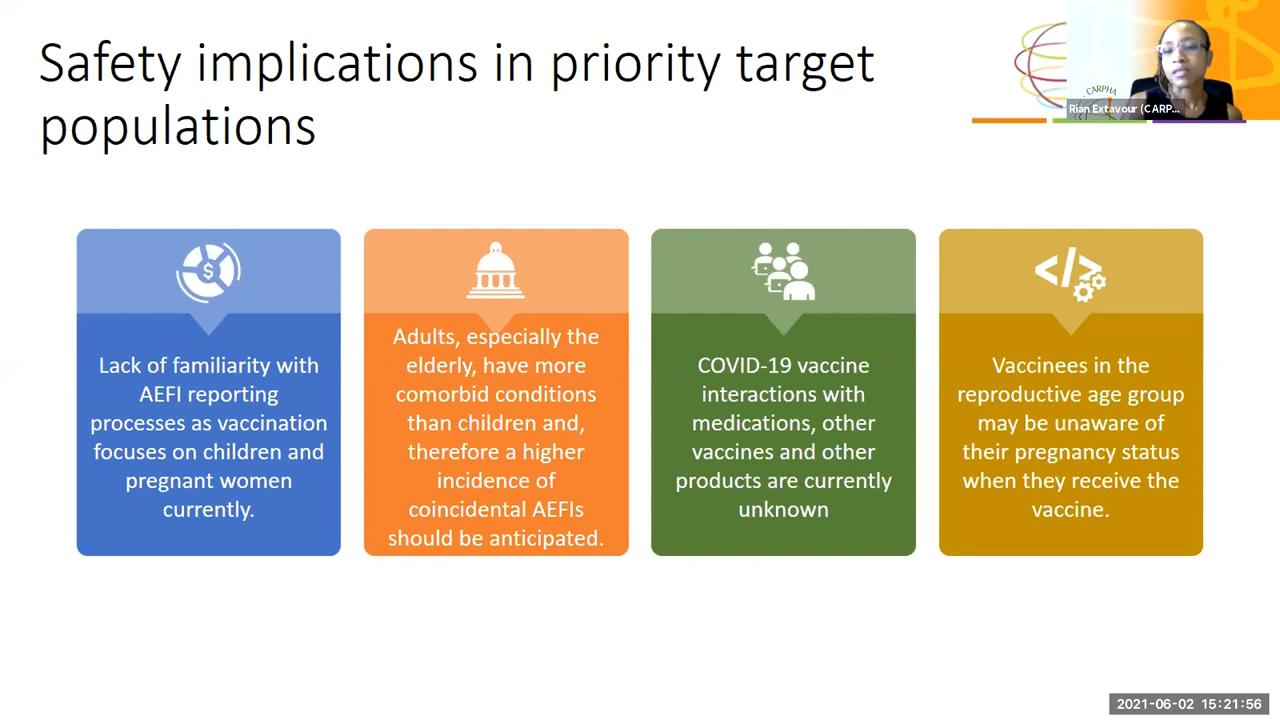 Safety implications in priority target
populations
CARPHA
Rian Extavour (CARP...
$
Lack of familiarity with
AEFI reporting
processes as vaccination
focuses on children and
pregnant women
currently.
Adults, especially the
elderly, have more
comorbid conditions
than children and,
therefore a higher
incidence of
coincidental AEFIs
should be anticipated.
COVID-19 vaccine
interactions with
medications, other
vaccines and other
products are currently
unknown
</>
Vaccinees in the
reproductive age group
may be unaware of
their pregnancy status
when they receive the
vaccine.
2021-06-02 15:21:56